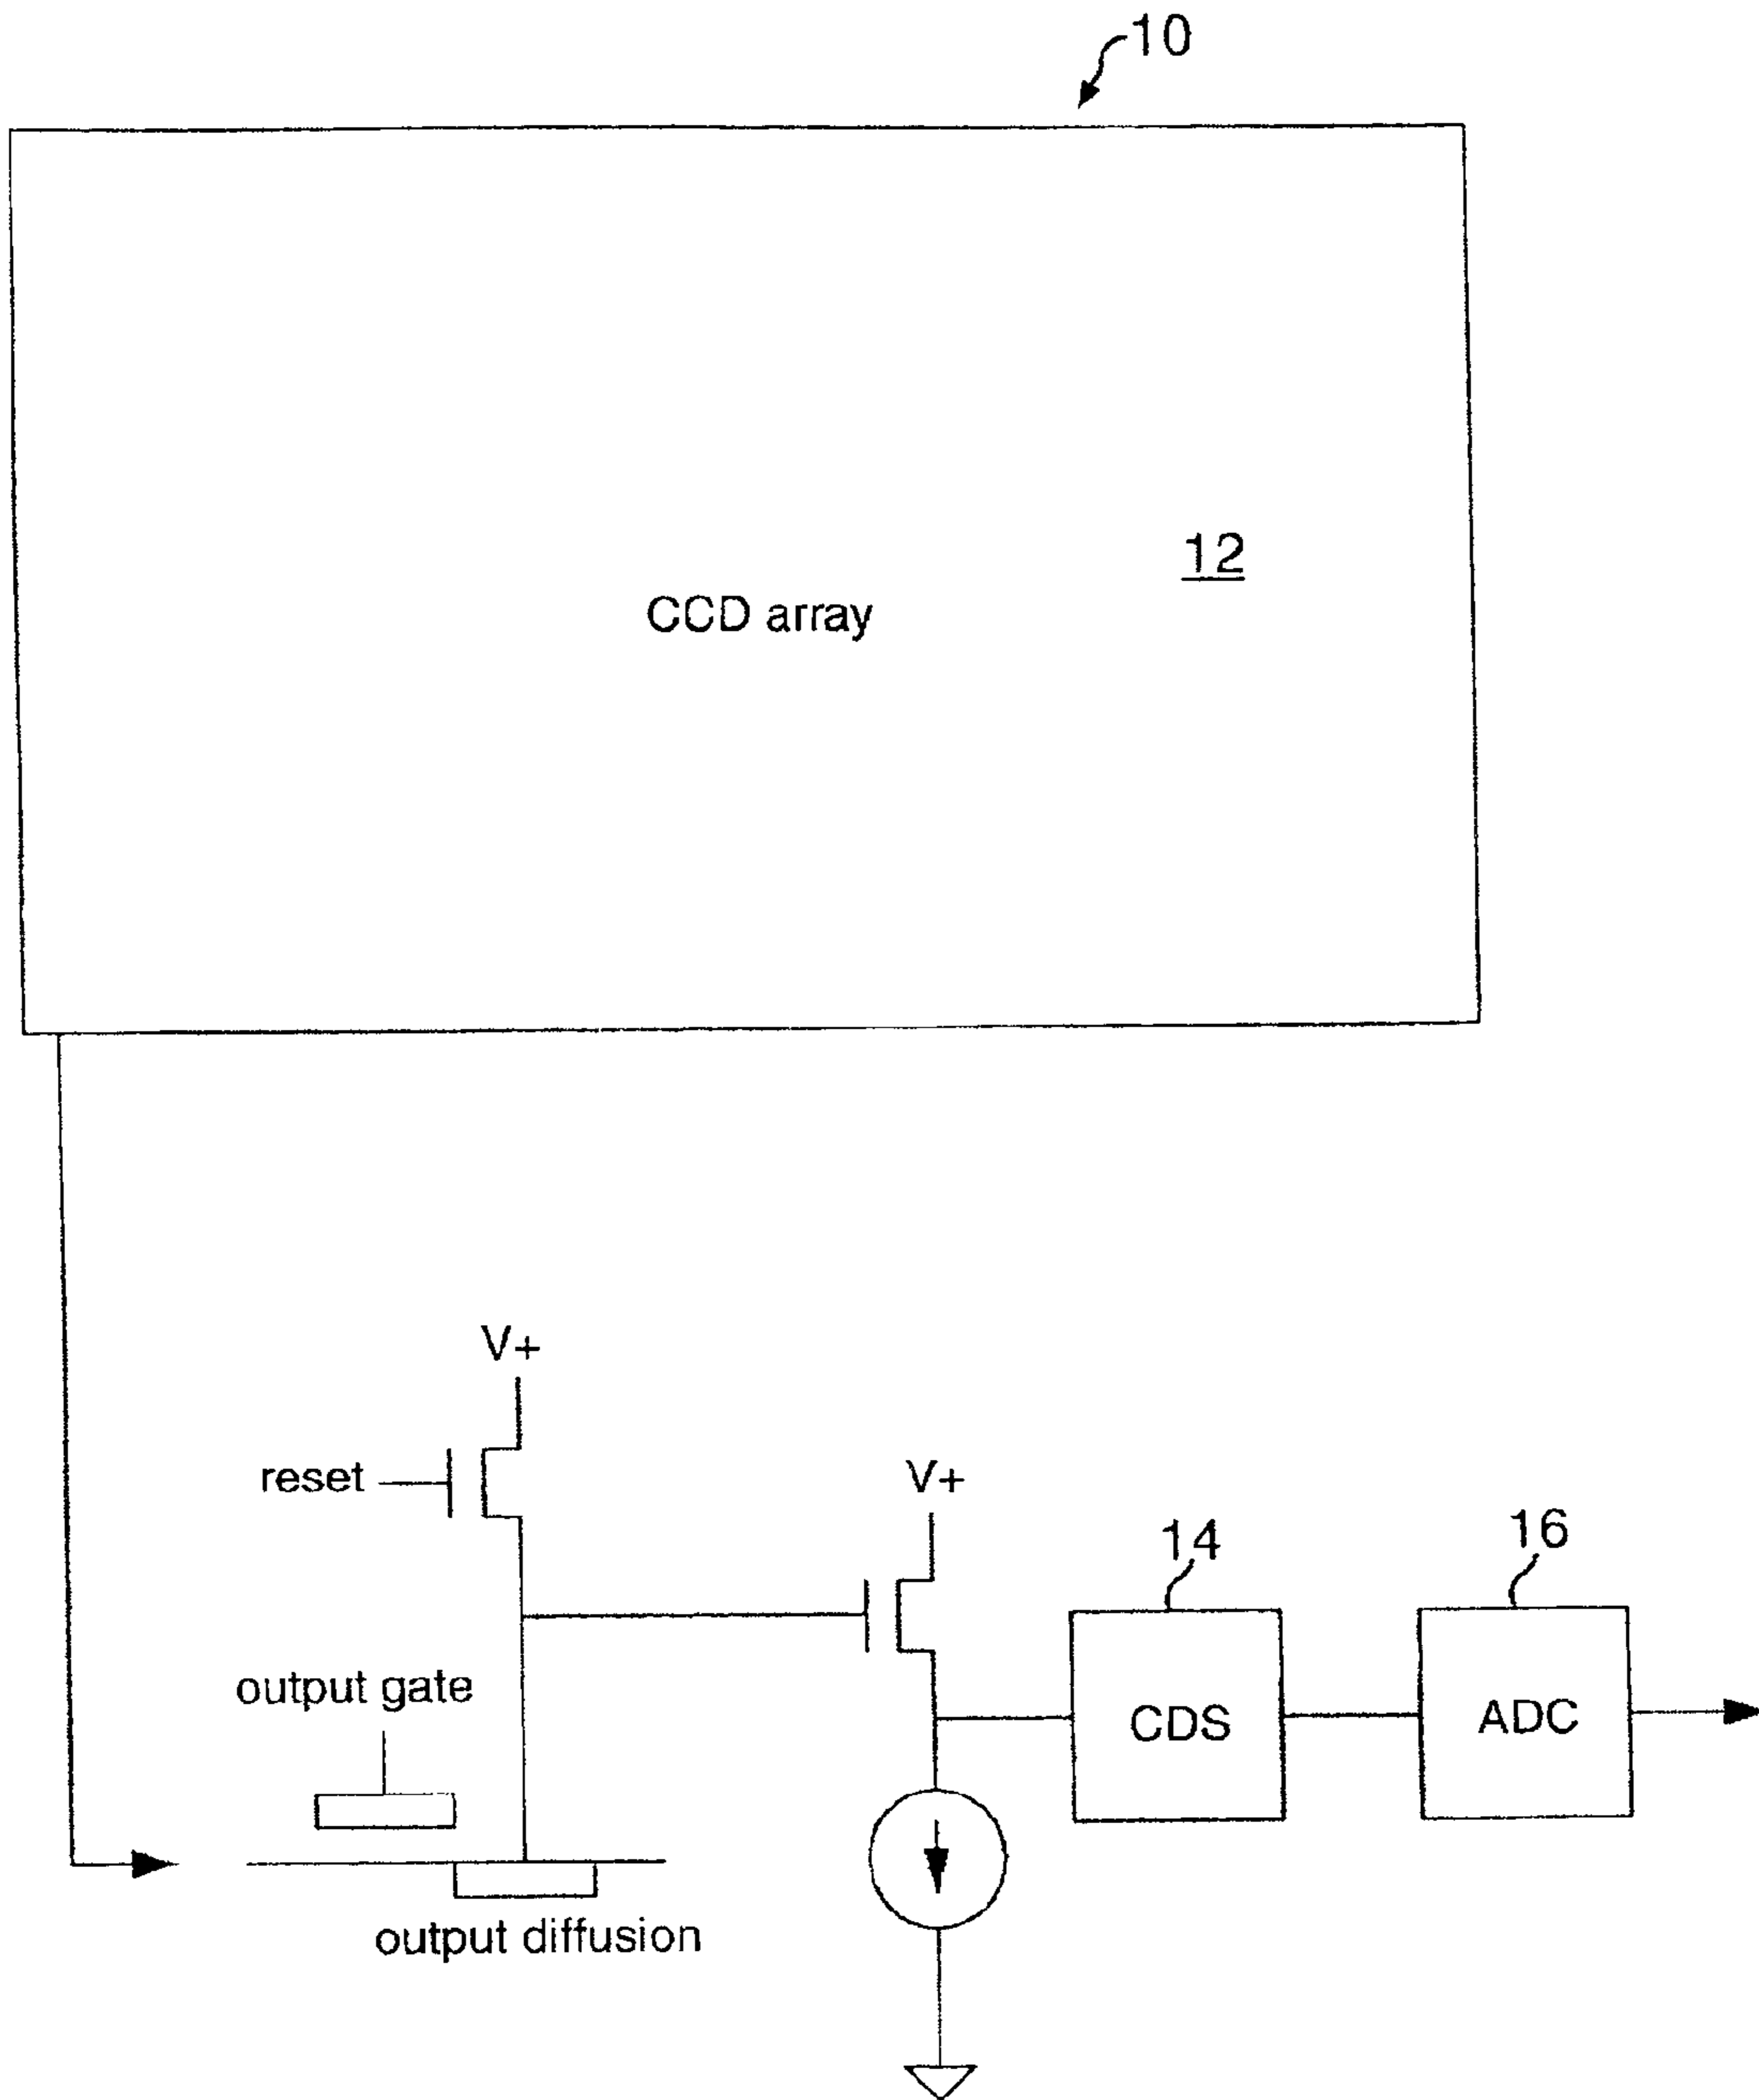 10
12
CCD array
V+
reset
V+
14
16
output gate
CDS
ADC
output diffusion